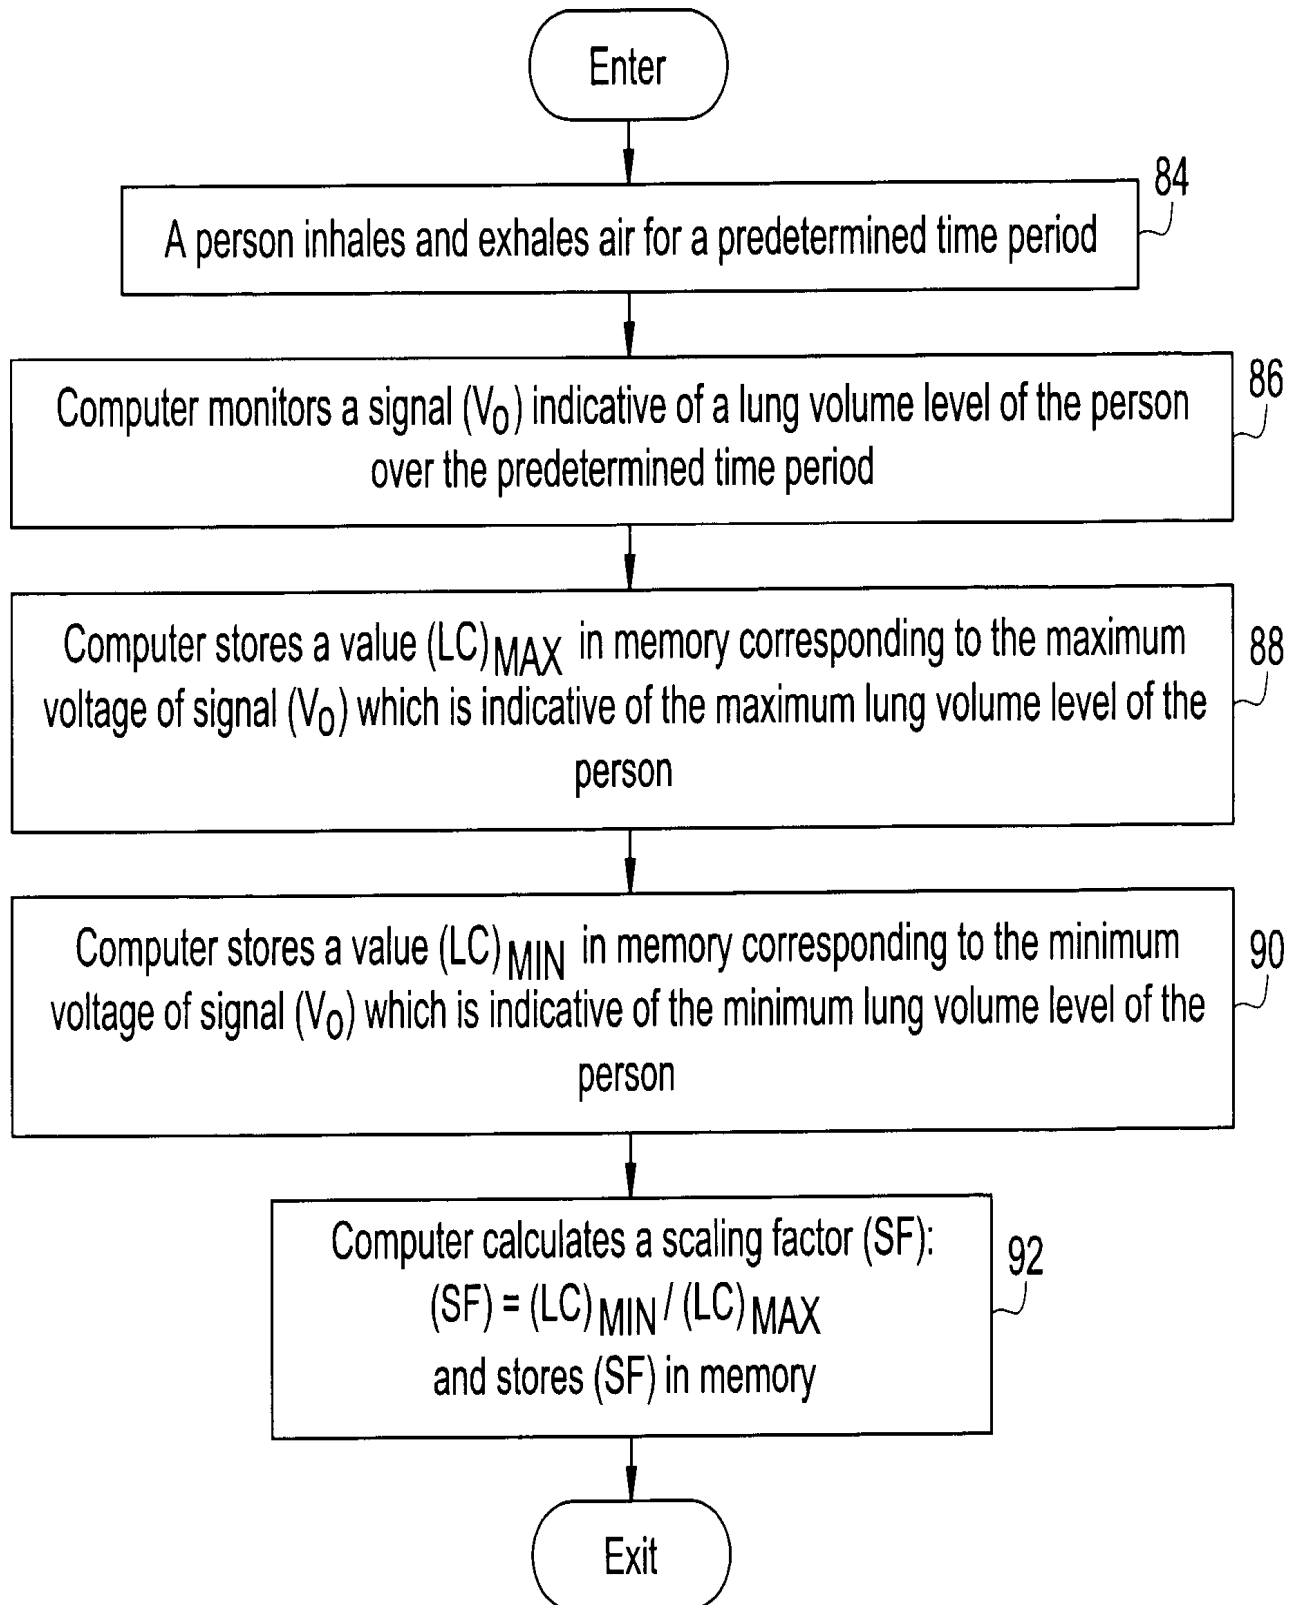 Enter
84
A person inhales and exhales air for a predetermined time period
86
Computer monitors a signal (VO) indicative of a lung volume level of the person
over the predetermined time period
88
Computer stores a value (LC)MAX in memory corresponding to the maximum
voltage of signal (VO) which is indicative of the maximum lung volume level of the
person
90
Computer stores a value (LC)MIN in memory corresponding to the minimum
voltage of signal (VO) which is indicative of the minimum lung volume level of the
person
92
Computer calculates a scaling factor (SF):
(SF) = (LC)MIN / (LC)MAX
and stores (SF) in memory
Exit